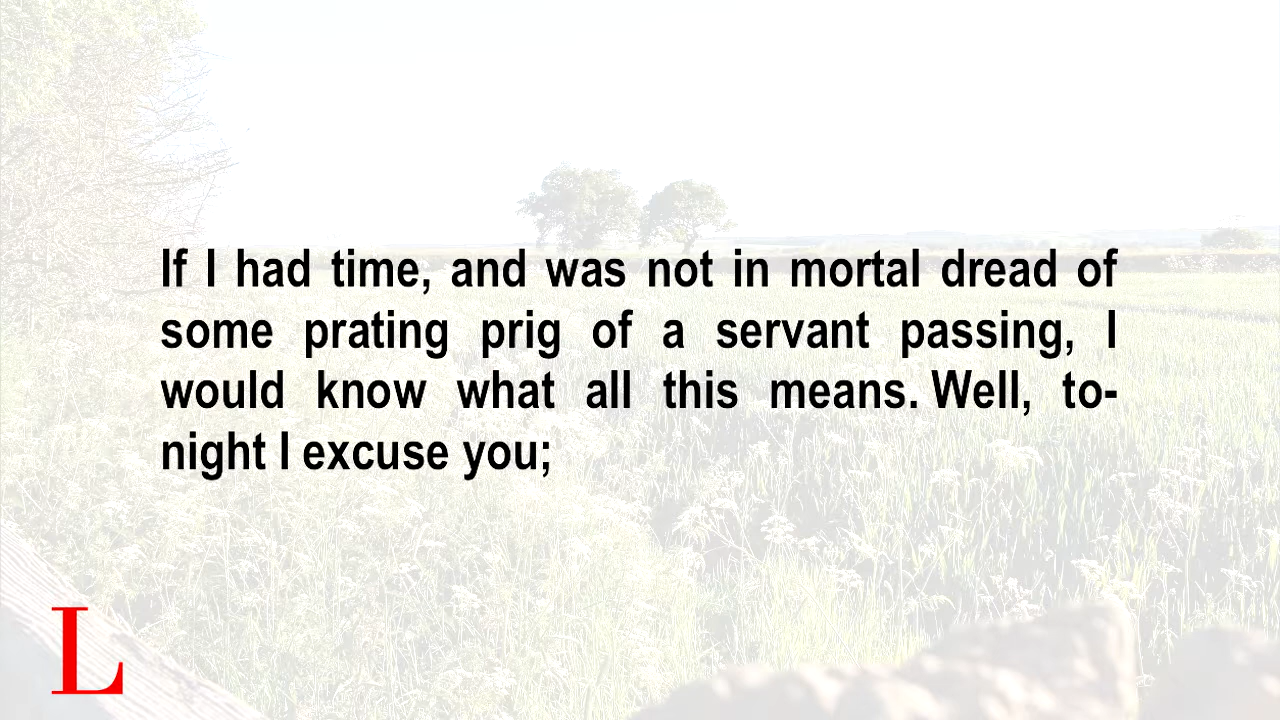 If I had time, and was not in mortal dread of
some prating prig of a servant passing, I
would know what all this means. Well, to-
night I excuse you;
L